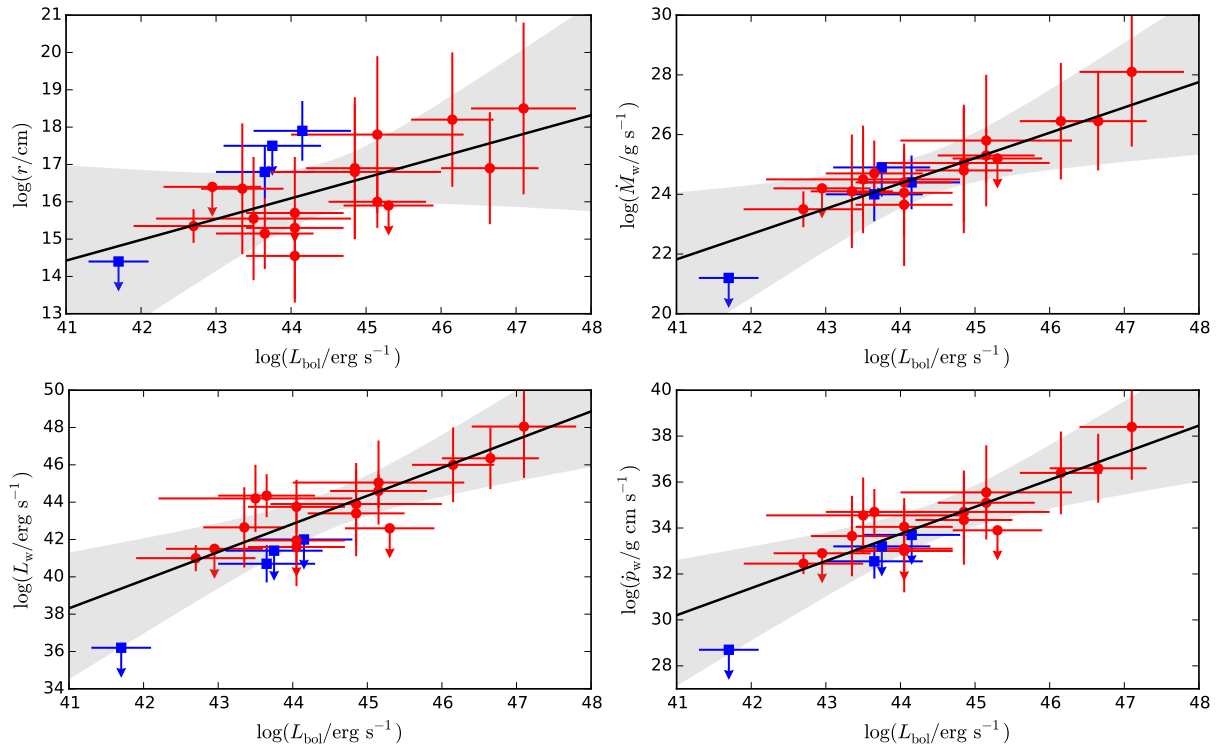 21
20
19
18
17
16
15
14
13
log(r/cm)
41 42 43 44 45 46 47 48
log(L_bol/erg s⁻¹)
30
28
26
24
22
20
log(Ṁ_w/g s⁻¹)
41 42 43 44 45 46 47 48
log(L_bol/erg s⁻¹)
50
48
46
44
42
40
38
36
34
log(L_w/erg s⁻¹)
41 42 43 44 45 46 47 48
log(L_bol/erg s⁻¹)
40
38
36
34
32
30
28
log(ṗ_w/g cm s⁻¹)
41 42 43 44 45 46 47 48
log(L_bol/erg s⁻¹)